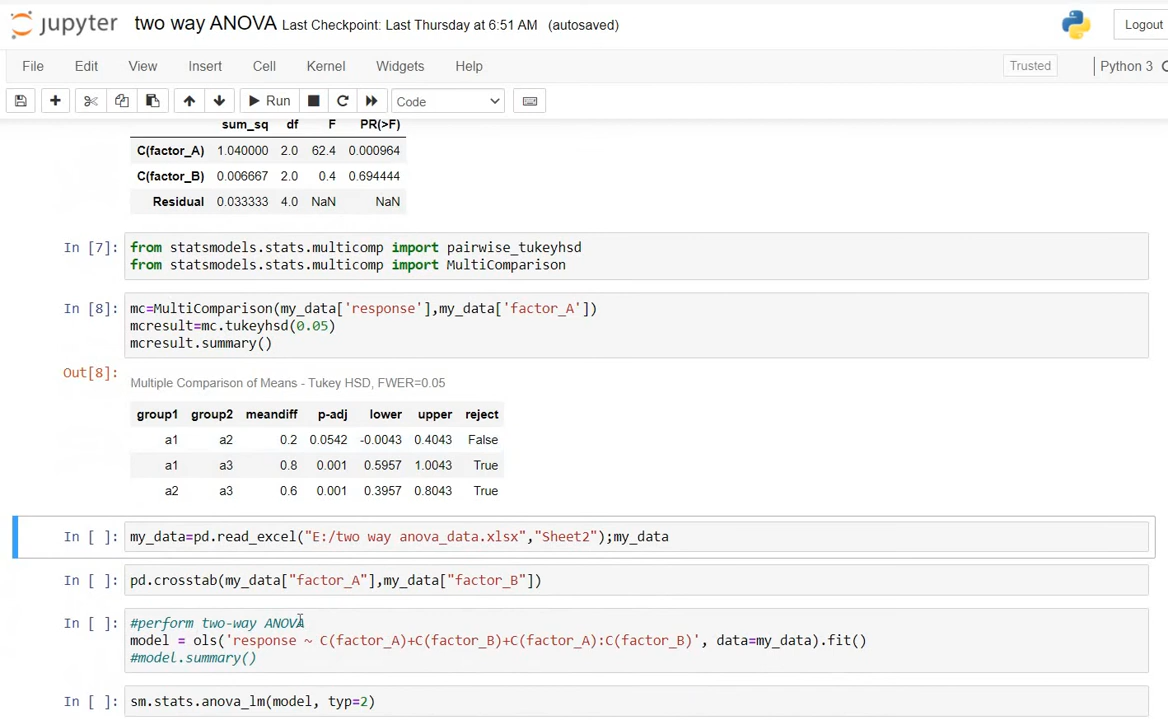 jupyter two way ANOVA Last Checkpoint: Last Thursday at 6:51 AM (autosaved) Logout
File Edit View Insert Cell Kernel Widgets Help Trusted Python 3
Run Code
sum_sq df F PR(>F)
C(factor_A) 1.040000 2.0 62.4 0.000964
C(factor_B) 0.006667 2.0 0.4 0.694444
Residual 0.033333 4.0 NaN NaN
In [7]: from statsmodels.stats.multicomp import pairwise_tukeyhsd
from statsmodels.stats.multicomp import MultiComparison
In [8]: mc=MultiComparison(my_data['response'],my_data['factor_A'])
mcresult=mc.tukeyhsd(0.05)
mcresult.summary()
Out[8]:
Multiple Comparison of Means - Tukey HSD, FWER=0.05
group1 group2 meandiff p-adj lower upper reject
a1 a2 0.2 0.0542 -0.0043 0.4043 False
a1 a3 0.8 0.001 0.5957 1.0043 True
a2 a3 0.6 0.001 0.3957 0.8043 True
In [ ]: my_data=pd.read_excel("E:/two way anova_data.xlsx","Sheet2");my_data
In [ ]: pd.crosstab(my_data["factor_A"],my_data["factor_B"])
In [ ]: #perform two-way ANOVA
model = ols('response ~ C(factor_A)+C(factor_B)+C(factor_A):C(factor_B)', data=my_data).fit()
#model.summary()
In [ ]: sm.stats.anova_lm(model, typ=2)